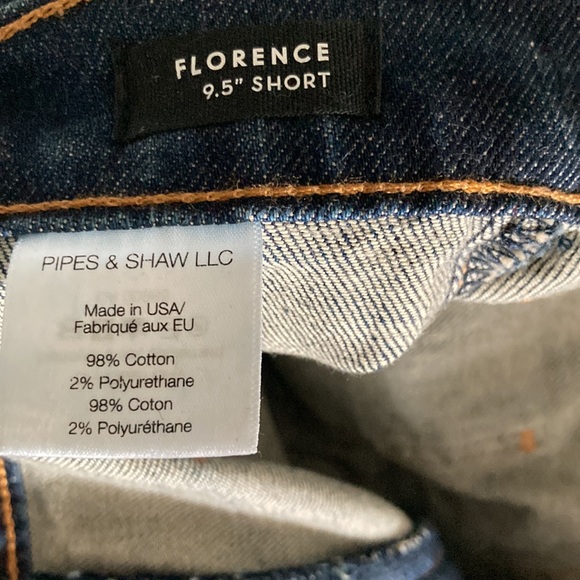 FLORENCE
9.5" SHORT
PIPES & SHAW LLC
Made in USA/
Fabriqué aux EU
98% Cotton
2% Polyurethane
98% Coton
2% Polyuréthane